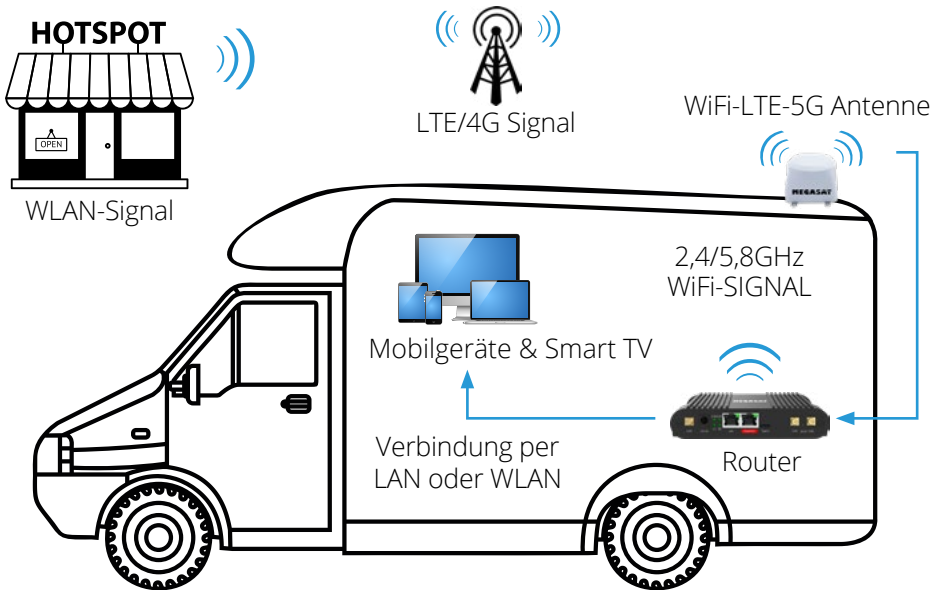 HOTSPOT
OPEN
WLAN-Signal
LTE/4G Signal
WiFi-LTE-5G Antenne
MEGASAT
2,4/5,8GHz
WiFi-SIGNAL
Mobilgeräte & Smart TV
MEGASAT
Verbindung per
LAN oder WLAN
Router